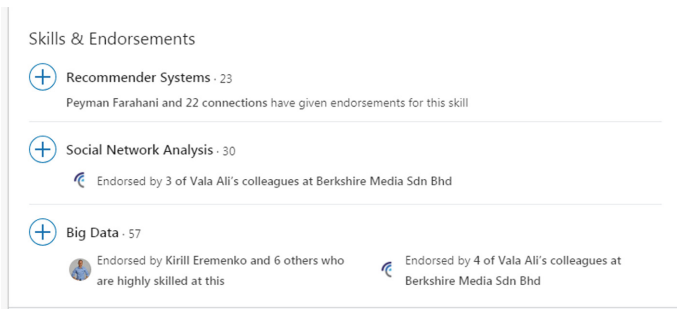 Skills & Endorsements
Recommender Systems · 23
Peyman Farahani and 22 connections have given endorsements for this skill
Social Network Analysis · 30
Endorsed by 3 of Vala Ali's colleagues at Berkshire Media Sdn Bhd
Big Data · 57
Endorsed by Kirill Eremenko and 6 others who
are highly skilled at this
Endorsed by 4 of Vala Ali's colleagues at
Berkshire Media Sdn Bhd